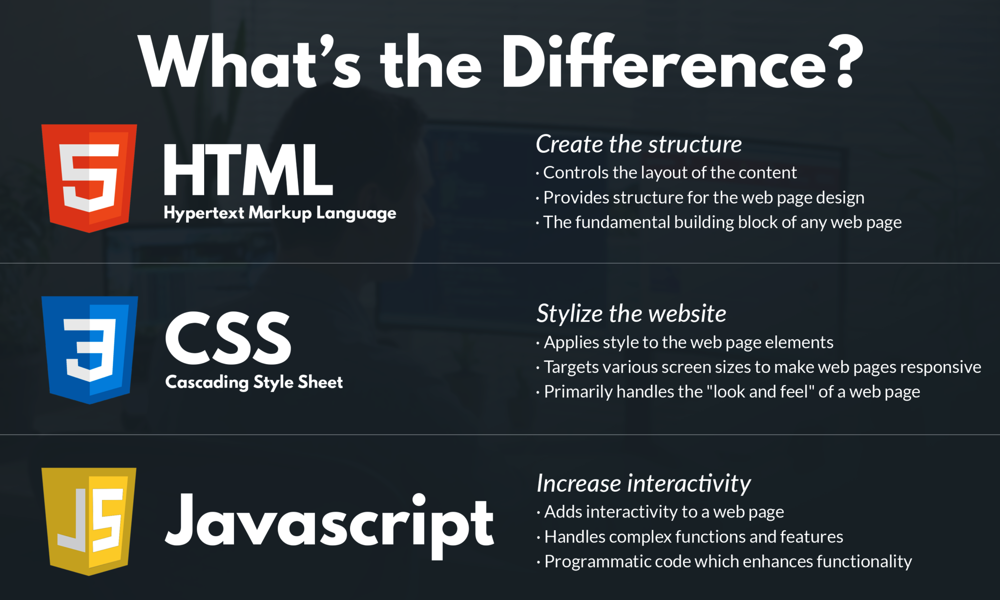 What’s the Difference?
5
HTML
Hypertext Markup Language
Create the structure
· Controls the layout of the content
· Provides structure for the web page design
· The fundamental building block of any web page
3
CSS
Cascading Style Sheet
Stylize the website
· Applies style to the web page elements
· Targets various screen sizes to make web pages responsive
· Primarily handles the "look and feel" of a web page
JS
Javascript
Increase interactivity
· Adds interactivity to a web page
· Handles complex functions and features
· Programmatic code which enhances functionality